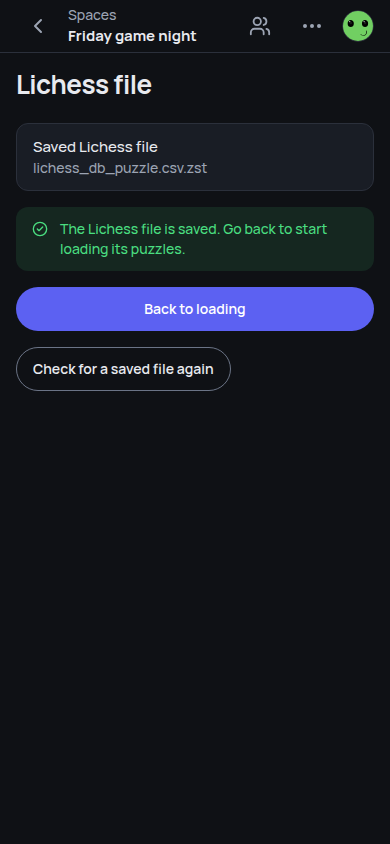 Spaces
Friday game night
Lichess file
Saved Lichess file
lichess_db_puzzle.csv.zst
The Lichess file is saved. Go back to start
loading its puzzles.
Back to loading
Check for a saved file again